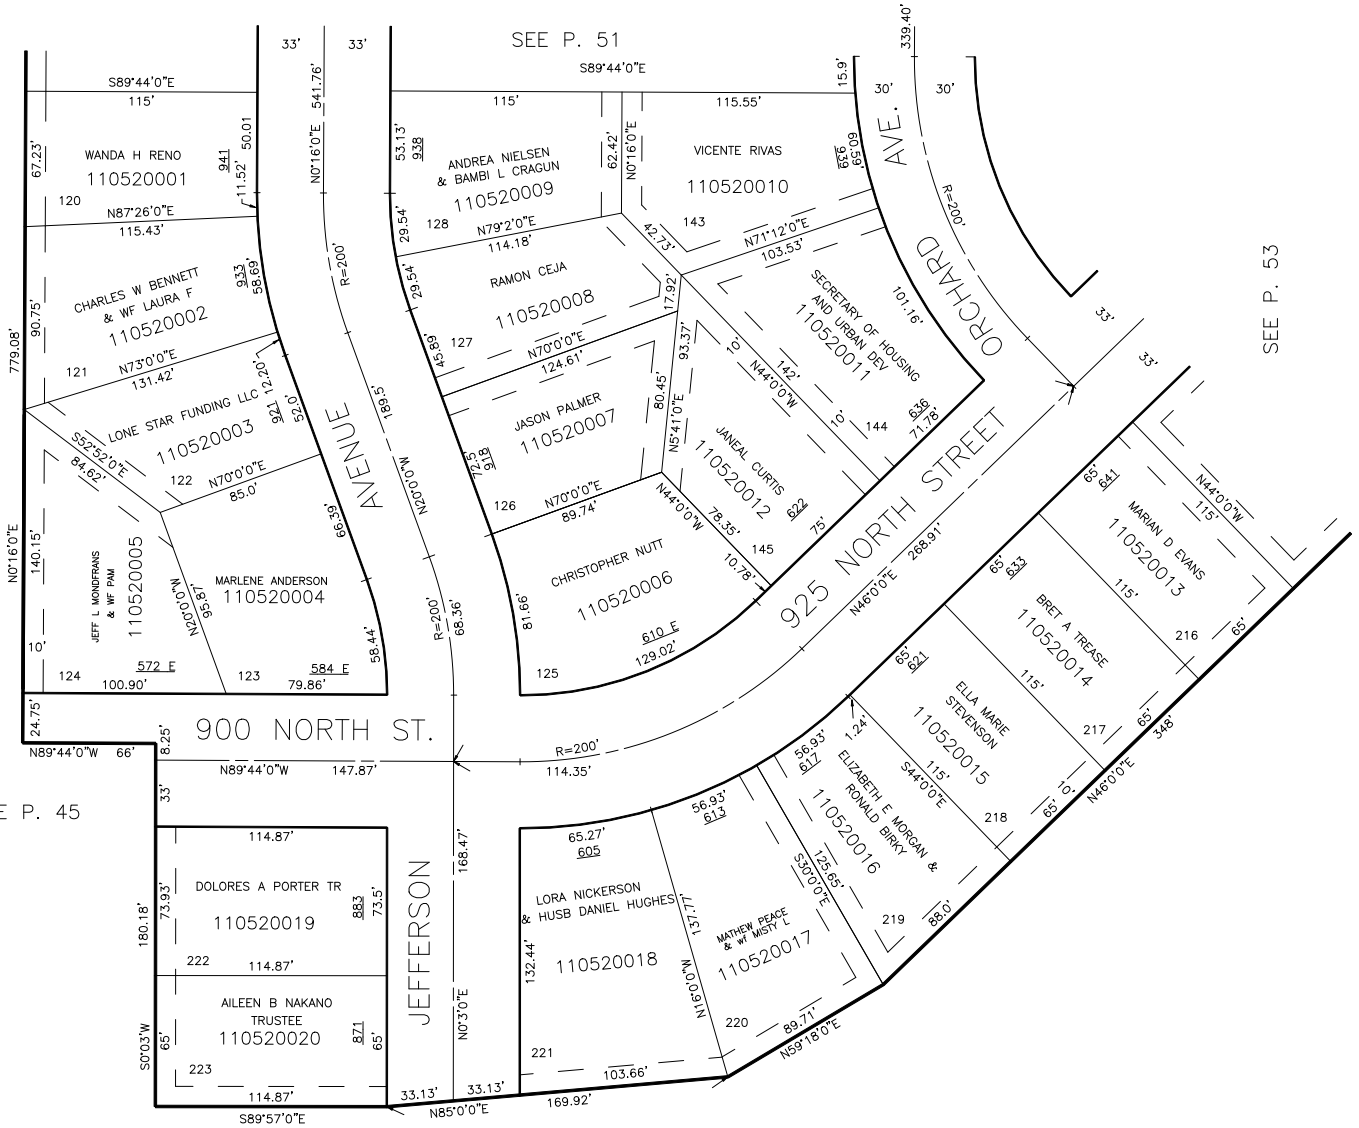 SEE P. 51
S89°44'0"E
S89°44'0"E
33'
33'
541.76'
N0°16'0"E
15.9'
30'
30'
339.40'
115'
115'
115.55'
67.23'
WANDA H RENO
110520001
941
50.01
11.52'
120
N87°26'0"E
115.43'
53.13'
938
ANDREA NIELSEN
& BAMBI L CRAGUN
110520009
128
62.42'
N0°16'0"E
N79°2'0"E
114.18'
29.54'
VICENTE RIVAS
110520010
143
60.59'
939
42.73'
N71°12'0"E
103.53'
R=200'
ORCHARD AVE.
SEE P. 53
33'
33'
CHARLES W BENNETT
& WF LAURA F
110520002
933
58.69'
90.75'
121
N73°0'0"E
131.42'
12.20'
R=200'
29.54'
RAMON CEJA
110520008
127
17.92'
45.89'
N70°0'0"E
124.61'
SECRETARY OF HOUSING
AND URBAN DEV
110520011
101.16'
10'
142'
N44°0'0"W
10'
144
636
71.78'
779.08'
N0°16'0"E
LONE STAR FUNDING LLC
110520003
921
52.0'
122
N70°0'0"E
85.0'
S52°52'0"E
84.62'
AVENUE
189.5'
N20°0'0"W
JASON PALMER
110520007
72.5'
918
126
N70°0'0"E
89.74'
93.37'
80.45'
N5°41'0"E
JANEAL CURTIS
110520012
622
75'
145
N44°0'0"W
78.35'
10.78'
140.15'
10'
JEFF L MONDFRANS
& WF PAM
110520005
572 E
124
100.90'
N20°0'0"W
95.87'
MARLENE ANDERSON
110520004
66.39'
58.44'
584 E
123
79.86'
R=200'
68.36'
CHRISTOPHER NUTT
110520006
81.66'
610 E
129.02'
125
925 NORTH STREET
268.91'
N46°0'0"E
65'
641
MARIAN D EVANS
110520013
N44°0'0"W
115'
216
65'
65'
633
BRET A TREASE
110520014
115'
217
65'
348'
65'
621
ELLA MARIE
STEVENSON
110520015
115'
218
10'
65'
N46°0'0"E
24.75'
N89°44'0"W 66'
8.25'
900 NORTH ST.
N89°44'0"W
147.87'
R=200'
114.35'
33'
E P. 45
56.93'
617
1.24'
ELIZABETH E MORGAN &
RONALD BIRKY
110520016
115'
S44°0'0"E
219
88.0'
56.93'
613
MATHEW PEACE
& wf MISTY L
110520017
125.65'
S30°0'0"E
220
89.71'
N59°18'0"E
65.27'
605
LORA NICKERSON
& HUSB DANIEL HUGHES
110520018
137.77'
N16°0'0"W
132.44'
221
103.66'
114.87'
DOLORES A PORTER TR
110520019
883
73.5'
73.93'
222
114.87'
180.18'
S0°03'W
AILEEN B NAKANO
TRUSTEE
110520020
871
65'
65'
223
114.87'
S89°57'0"E
JEFFERSON
168.47'
N0°3'0"E
33.13'
33.13'
N85°0'0"E
169.92'